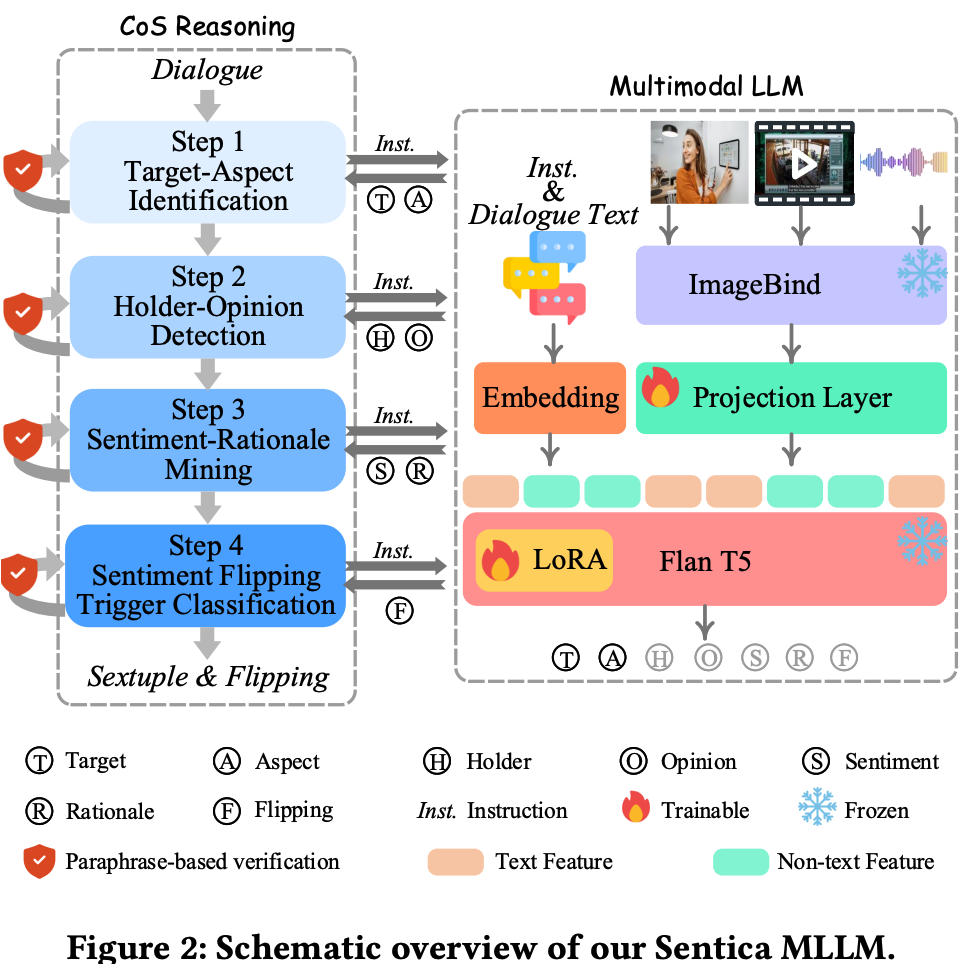 CoS Reasoning
Dialogue
Step 1
Target-Aspect
Identification
Step 2
Holder-Opinion
Detection
Step 3
Sentiment-Rationale
Mining
Step 4
Sentiment Flipping
Trigger Classification
Sextuple & Flipping
Inst.
T A
Inst.
H O
Inst.
S R
Inst.
F
Multimodal LLM
Inst.
&
Dialogue Text
ImageBind
Embedding
Projection Layer
LoRA
Flan T5
T A H O S R F
T Target
A Aspect
H Holder
O Opinion
S Sentiment
R Rationale
F Flipping
Inst. Instruction
Trainable
Frozen
Paraphrase-based verification
Text Feature
Non-text Feature
Figure 2: Schematic overview of our Sentica MLLM.